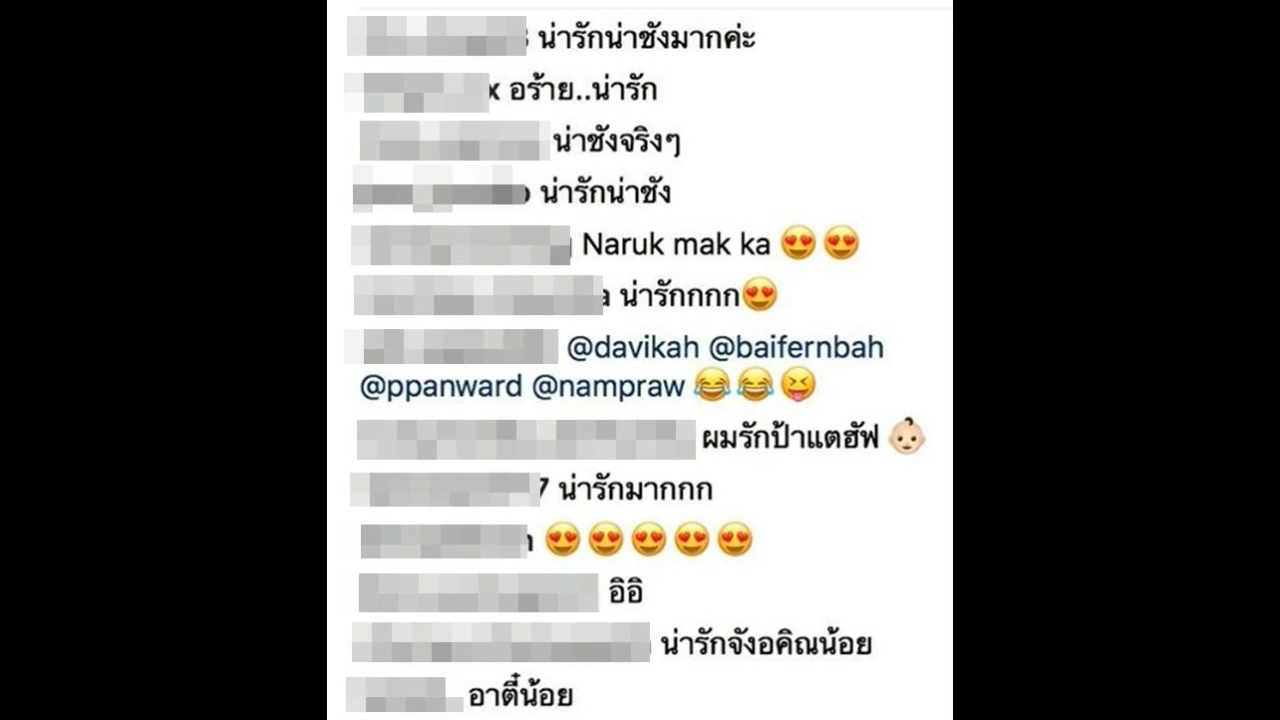 น่ารักน่าชังมากค่ะ
x อร้าย..น่ารัก
น่าชังจริงๆ
น่ารักน่าชัง
Naruk mak ka 😍😍
a น่ารักกกก😍
@davikah @baifernbah
@ppanward @nampraw 😂😂😝
ผมรักป้าแตฮัฟ 👶🏻
7 น่ารักมากกก
😍😍😍😍😍
อิอิ
น่ารักจังอคิณน้อย
อาตี๋น้อย